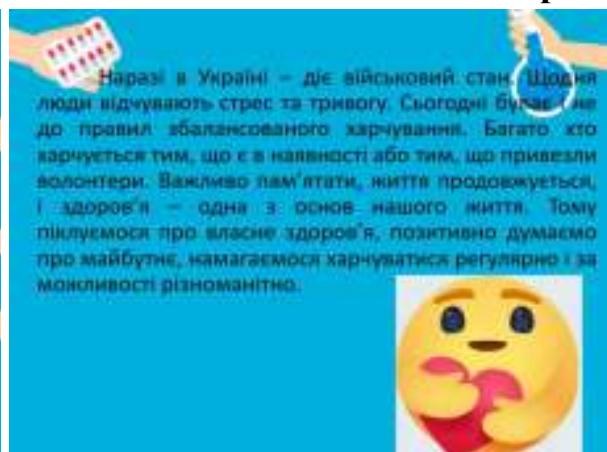 Наразі в Україні – діє військовий стан. Щодня
люди відчувають стрес та тривогу. Сьогодні буває не
до правил збалансованого харчування. Багато хто
харчується тим, що є в наявності або тим, що привезли
волонтери. Важливо пам'ятати, життя продовжується,
і здоров'я – одна з основ нашого життя. Тому
піклуємося про власне здоров'я, позитивно думаємо
про майбутнє, намагаємося харчуватися регулярно і за
можливості різноманітно.